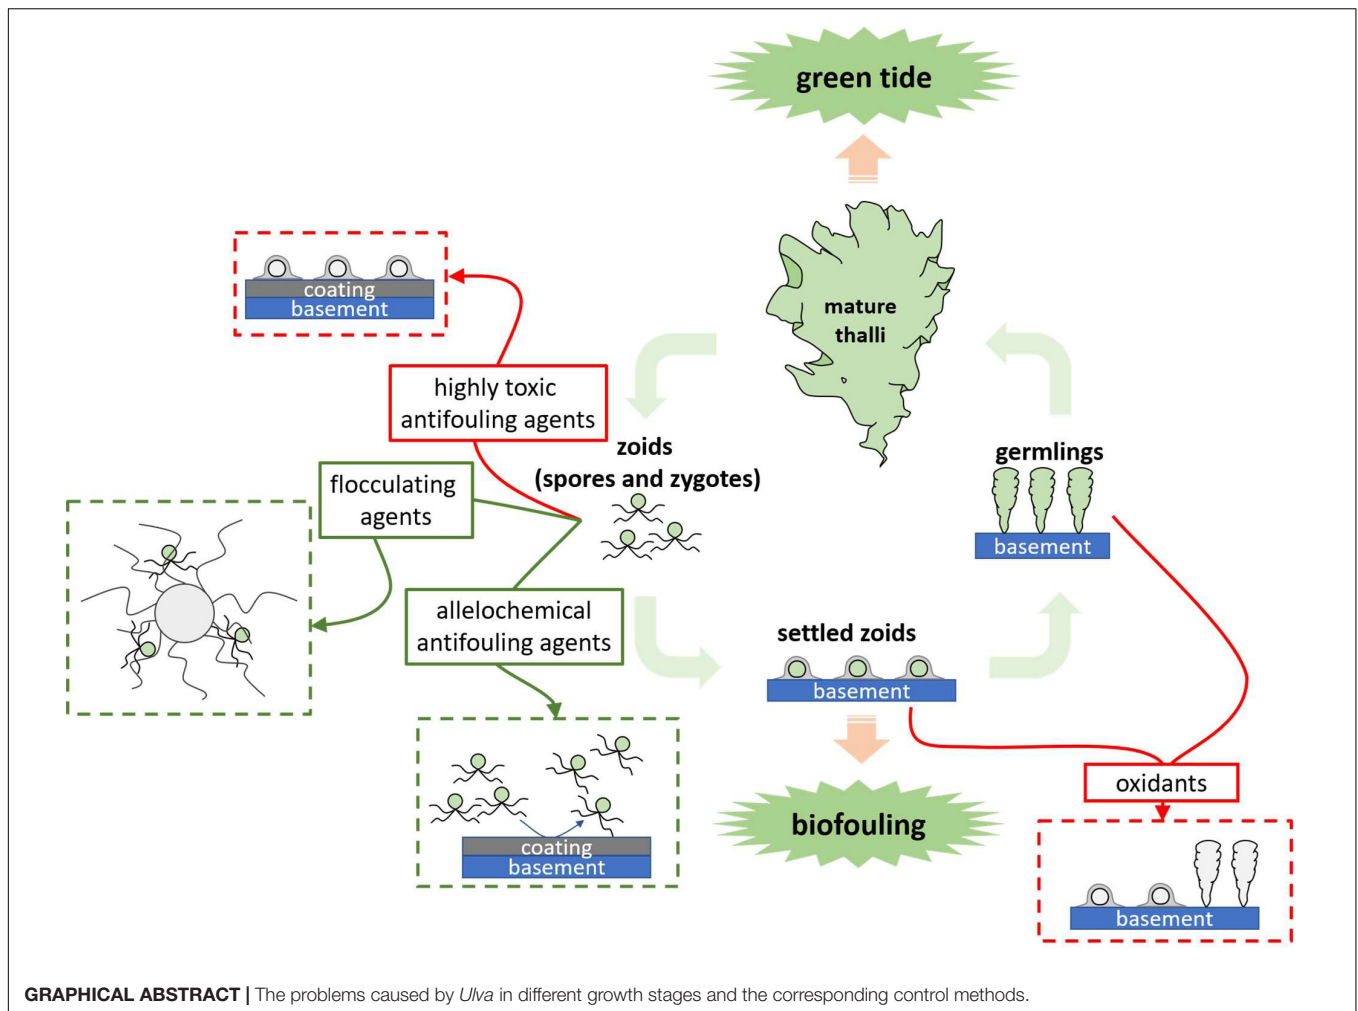 green tide
mature
thalli
coating
basement
highly toxic
antifouling agents
zoids
(spores and zygotes)
germlings
basement
flocculating
agents
allelochemical
antifouling agents
settled zoids
basement
coating
basement
biofouling
oxidants
basement
GRAPHICAL ABSTRACT | The problems caused by Ulva in different growth stages and the corresponding control methods.